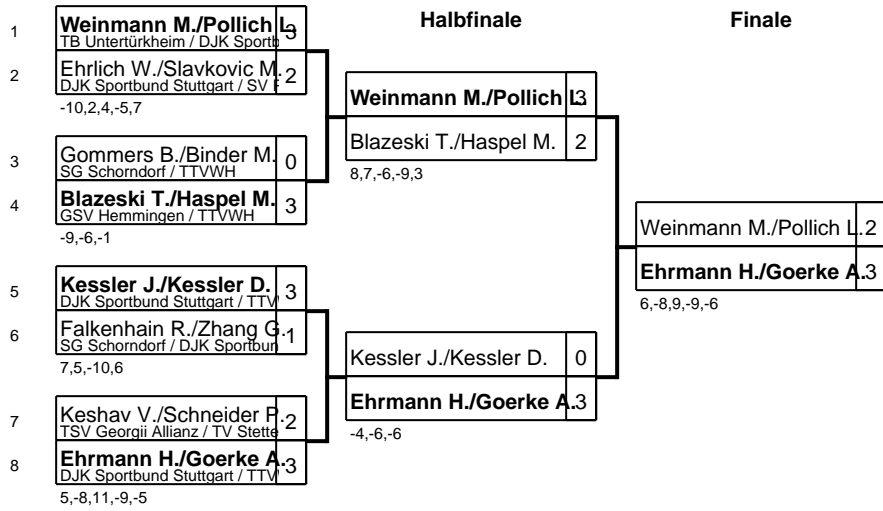 Halbfinale
Finale
1
Weinmann M./Pollich L.
TB Untertürkheim / DJK Sportb
3
2
Ehrlich W./Slavkovic M.
DJK Sportbund Stuttgart / SV
2
-10,2,4,-5,7
3
Gommers B./Binder M.
SG Schorndorf / TTVWH
0
4
Blazeski T./Haspel M.
GSV Hemmingen / TTVWH
3
-9,-6,-1
5
Kessler J./Kessler D.
DJK Sportbund Stuttgart / TTV
3
6
Falkenhain R./Zhang G.
SG Schorndorf / DJK Sportbun
1
7,5,-10,6
7
Keshav V./Schneider P.
TSV Georgii Allianz / TV Stette
2
8
Ehrmann H./Goerke A.
DJK Sportbund Stuttgart / TTV
3
5,-8,11,-9,-5
Weinmann M./Pollich L.
3
Blazeski T./Haspel M.
2
8,7,-6,-9,3
Kessler J./Kessler D.
0
Ehrmann H./Goerke A.
3
-4,-6,-6
Weinmann M./Pollich L.
2
Ehrmann H./Goerke A.
3
6,-8,9,-9,-6